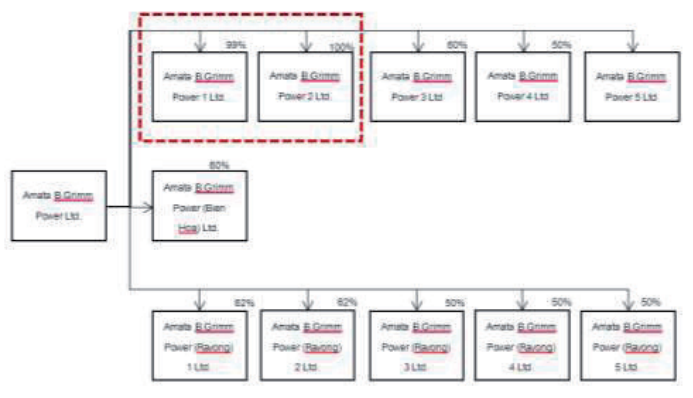 99%
100%
60%
50%
Amata B.Grimm
Power 1 Ltd.
Amata B.Grimm
Power 2 Ltd.
Amata B.Grimm
Power 3 Ltd.
Amata B.Grimm
Power 4 Ltd
Amata B.Grimm
Power 5 Ltd.
60%
Amata B.Grimm
Power Ltd.
Amata B.Grimm
Power (Bien
Hoa) Ltd.
62%
62%
50%
50%
50%
Amata B.Grimm
Power (Rayong)
1 Ltd.
Amata B.Grimm
Power (Rayong)
2 Ltd.
Amata B.Grimm
Power (Rayong)
3 Ltd.
Amata B.Grimm
Power (Rayong)
4 Ltd.
Amata B.Grimm
Power (Rayong)
5 Ltd.